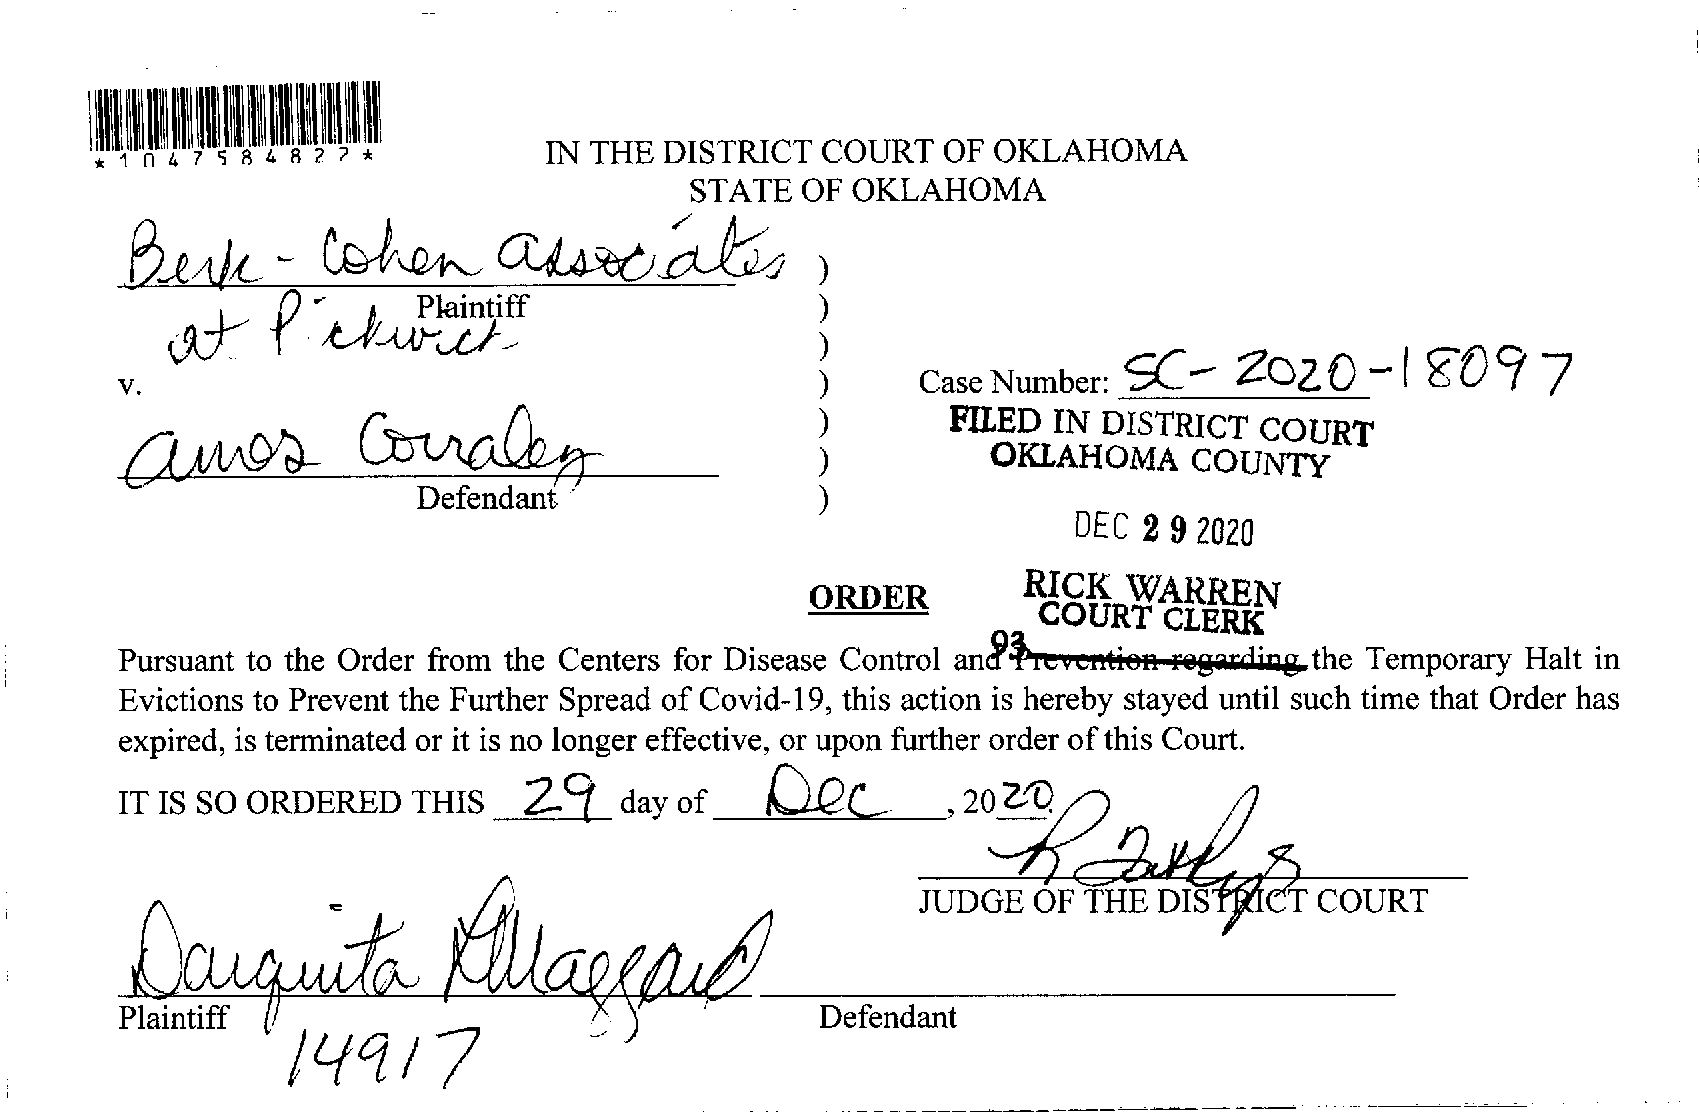 *1047584827*
IN THE DISTRICT COURT OF OKLAHOMA
STATE OF OKLAHOMA
Berk-Cohen Associates )
Plaintiff )
at Pickwick )
v. )
Case Number: SC-2020-18097
FILED IN DISTRICT COURT
OKLAHOMA COUNTY
Amos )
Defendant )
DEC 29 2020
RICK WARREN
COURT CLERK
ORDER
93
Pursuant to the Order from the Centers for Disease Control and Prevention regarding the Temporary Halt in
Evictions to Prevent the Further Spread of Covid-19, this action is hereby stayed until such time that Order has
expired, is terminated or it is no longer effective, or upon further order of this Court.
IT IS SO ORDERED THIS 29 day of Dec, 2020.
JUDGE OF THE DISTRICT COURT
Darquita Maggard
Plaintiff Defendant
14917